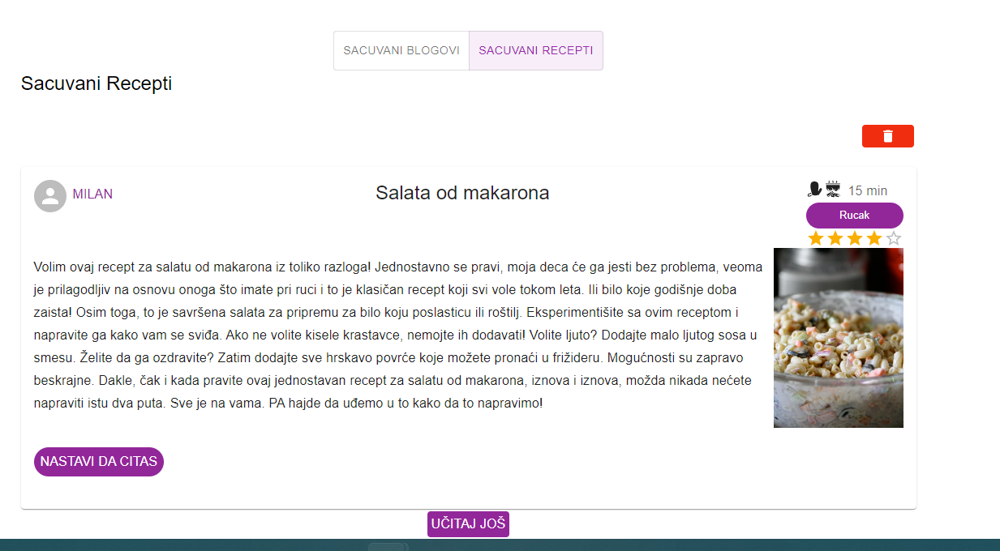 SACUVANI BLOGOVI
SACUVANI RECEPTI
Sacuvani Recepti
MILAN
Salata od makarona
15 min
Rucak
Volim ovaj recept za salatu od makarona iz toliko razloga! Jednostavno se pravi, moja deca će ga jesti bez problema, veoma
je prilagodljiv na osnovu onoga što imate pri ruci i to je klasičan recept koji svi vole tokom leta. Ili bilo koje godišnje doba
zaista! Osim toga, to je savršena salata za pripremu za bilo koju poslasticu ili roštilj. Eksperimentišite sa ovim receptom i
napravite ga kako vam se sviđa. Ako ne volite kisele krastavce, nemojte ih dodavati! Volite ljuto? Dodajte malo ljutog sosa u
smesu. Želite da ga ozdravite? Zatim dodajte sve hrskavo povrće koje možete pronaći u frižideru. Mogućnosti su zapravo
beskrajne. Dakle, čak i kada pravite ovaj jednostavan recept za salatu od makarona, iznova i iznova, možda nikada nećete
napraviti istu dva puta. Sve je na vama. PA hajde da uđemo u to kako da to napravimo!
NASTAVI DA CITAS
UČITAJ JOŠ